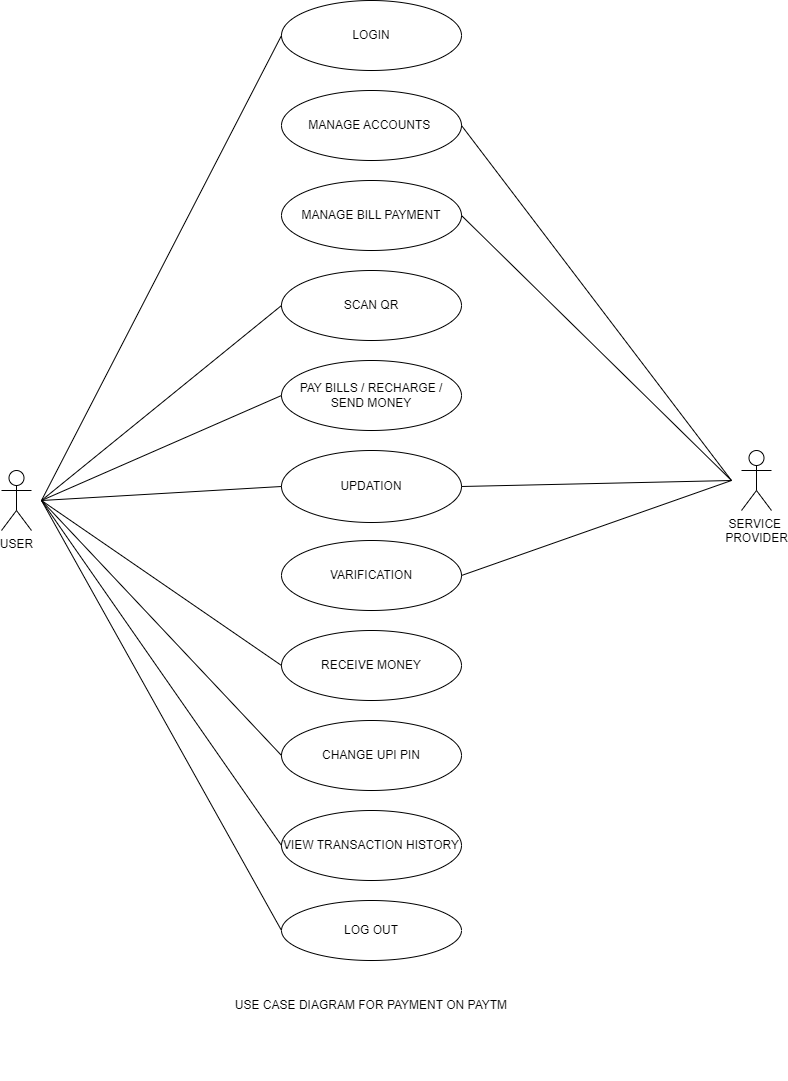 LOGIN
MANAGE ACCOUNTS
MANAGE BILL PAYMENT
SCAN QR
PAY BILLS / RECHARGE /
SEND MONEY
UPDATION
USER
SERVICE
PROVIDER
VARIFICATION
RECEIVE MONEY
CHANGE UPI PIN
VIEW TRANSACTION HISTORY
LOG OUT
USE CASE DIAGRAM FOR PAYMENT ON PAYTM